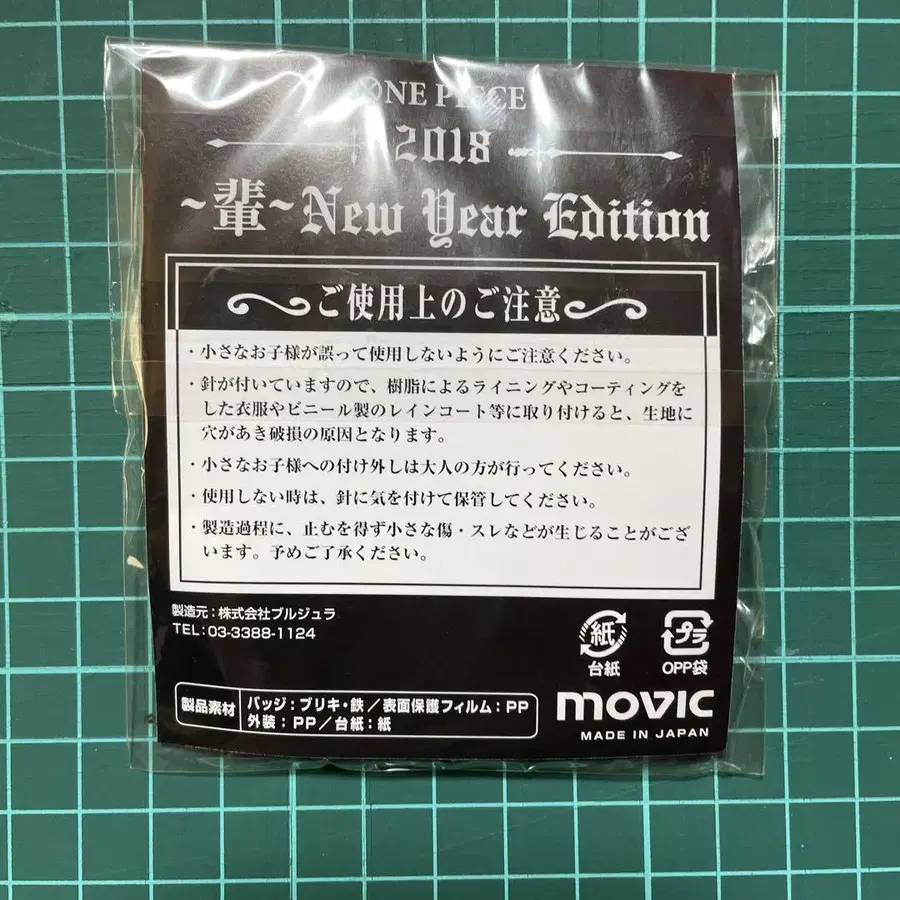 ONE PIECE
2018
~輩~New Year Edition
ご使用上のご注意
・小さなお子様が誤って使用しないようにご注意ください。
・針が付いていますので、樹脂によるライニングやコーティングを
した衣服やビニール製のレインコート等に取り付けると、生地に
穴があき破損の原因となります。
・小さなお子様への付け外しは大人の方が行ってください。
・使用しない時は、針に気を付けて保管してください。
・製造過程に、止むを得ず小さな傷・スレなどが生じることがござ
います。予めご了承ください。
製造元:株式会社ブルジュラ
TEL:03-3388-1124
紙
台紙
プラ
OPP袋
製品素材
バッジ:ブリキ・鉄/表面保護フィルム:PP
外装:PP/台紙:紙
movic
MADE IN JAPAN